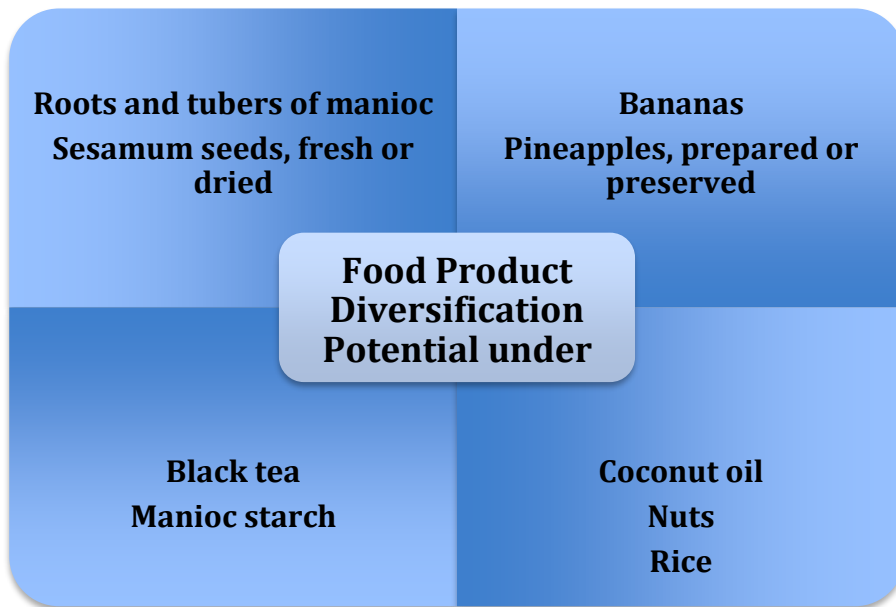 Roots and tubers of manioc
Sesamum seeds, fresh or
dried
Bananas
Pineapples, prepared or
preserved
Food Product
Diversification
Potential under
Black tea
Manioc starch
Coconut oil
Nuts
Rice